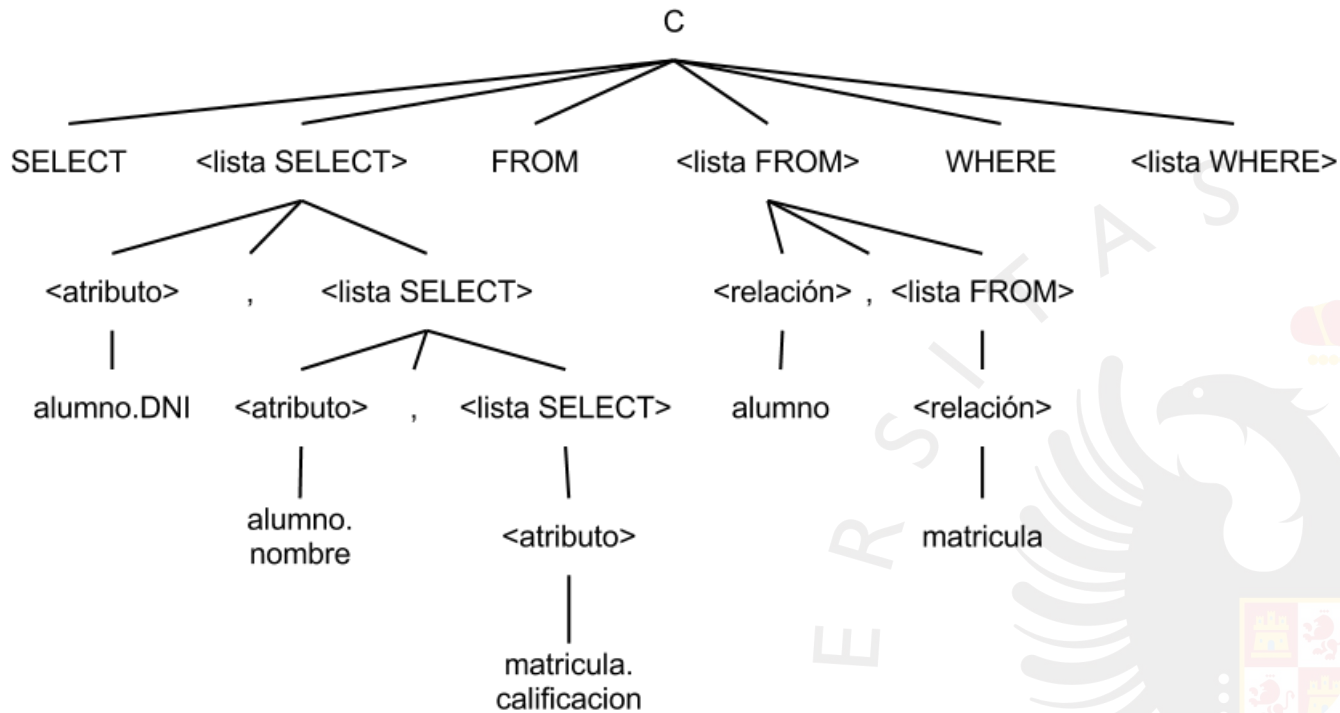 C
SELECT <lista SELECT> FROM <lista FROM> WHERE <lista WHERE>
<atributo> , <lista SELECT> <relación> , <lista FROM>
alumno.DNI <atributo> , <lista SELECT> alumno <relación>
alumno.
nombre
<atributo>
matricula
matricula.
calificacion
E R S I T A S